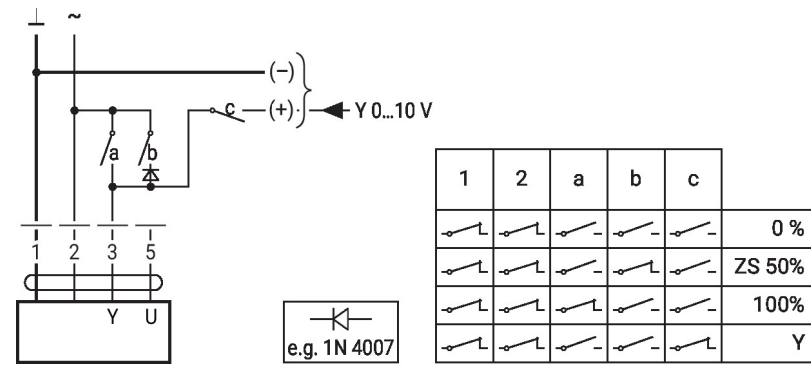 ⊥ ~
(−)
c (+) Y 0...10 V
a b
1 2 3 5
Y U
e.g. 1N 4007
1 2 a b c
0 %
ZS 50%
100%
Y